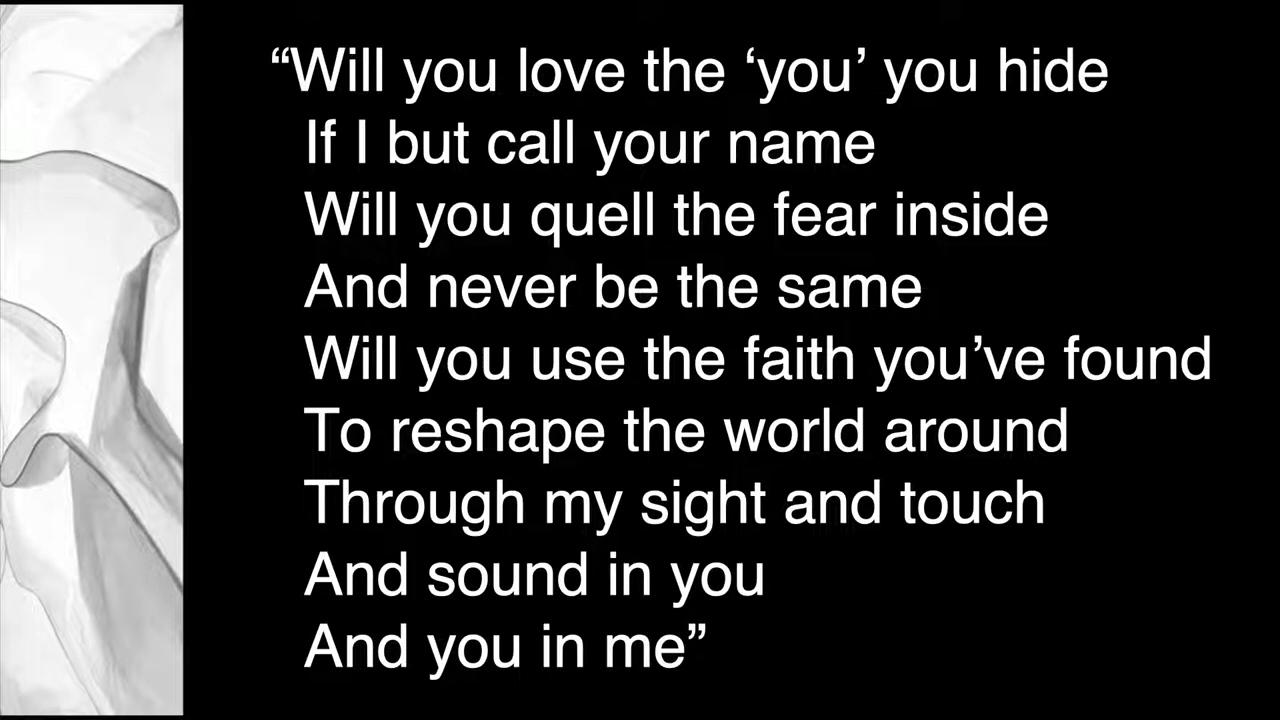 “Will you love the ‘you’ you hide
If I but call your name
Will you quell the fear inside
And never be the same
Will you use the faith you’ve found
To reshape the world around
Through my sight and touch
And sound in you
And you in me”